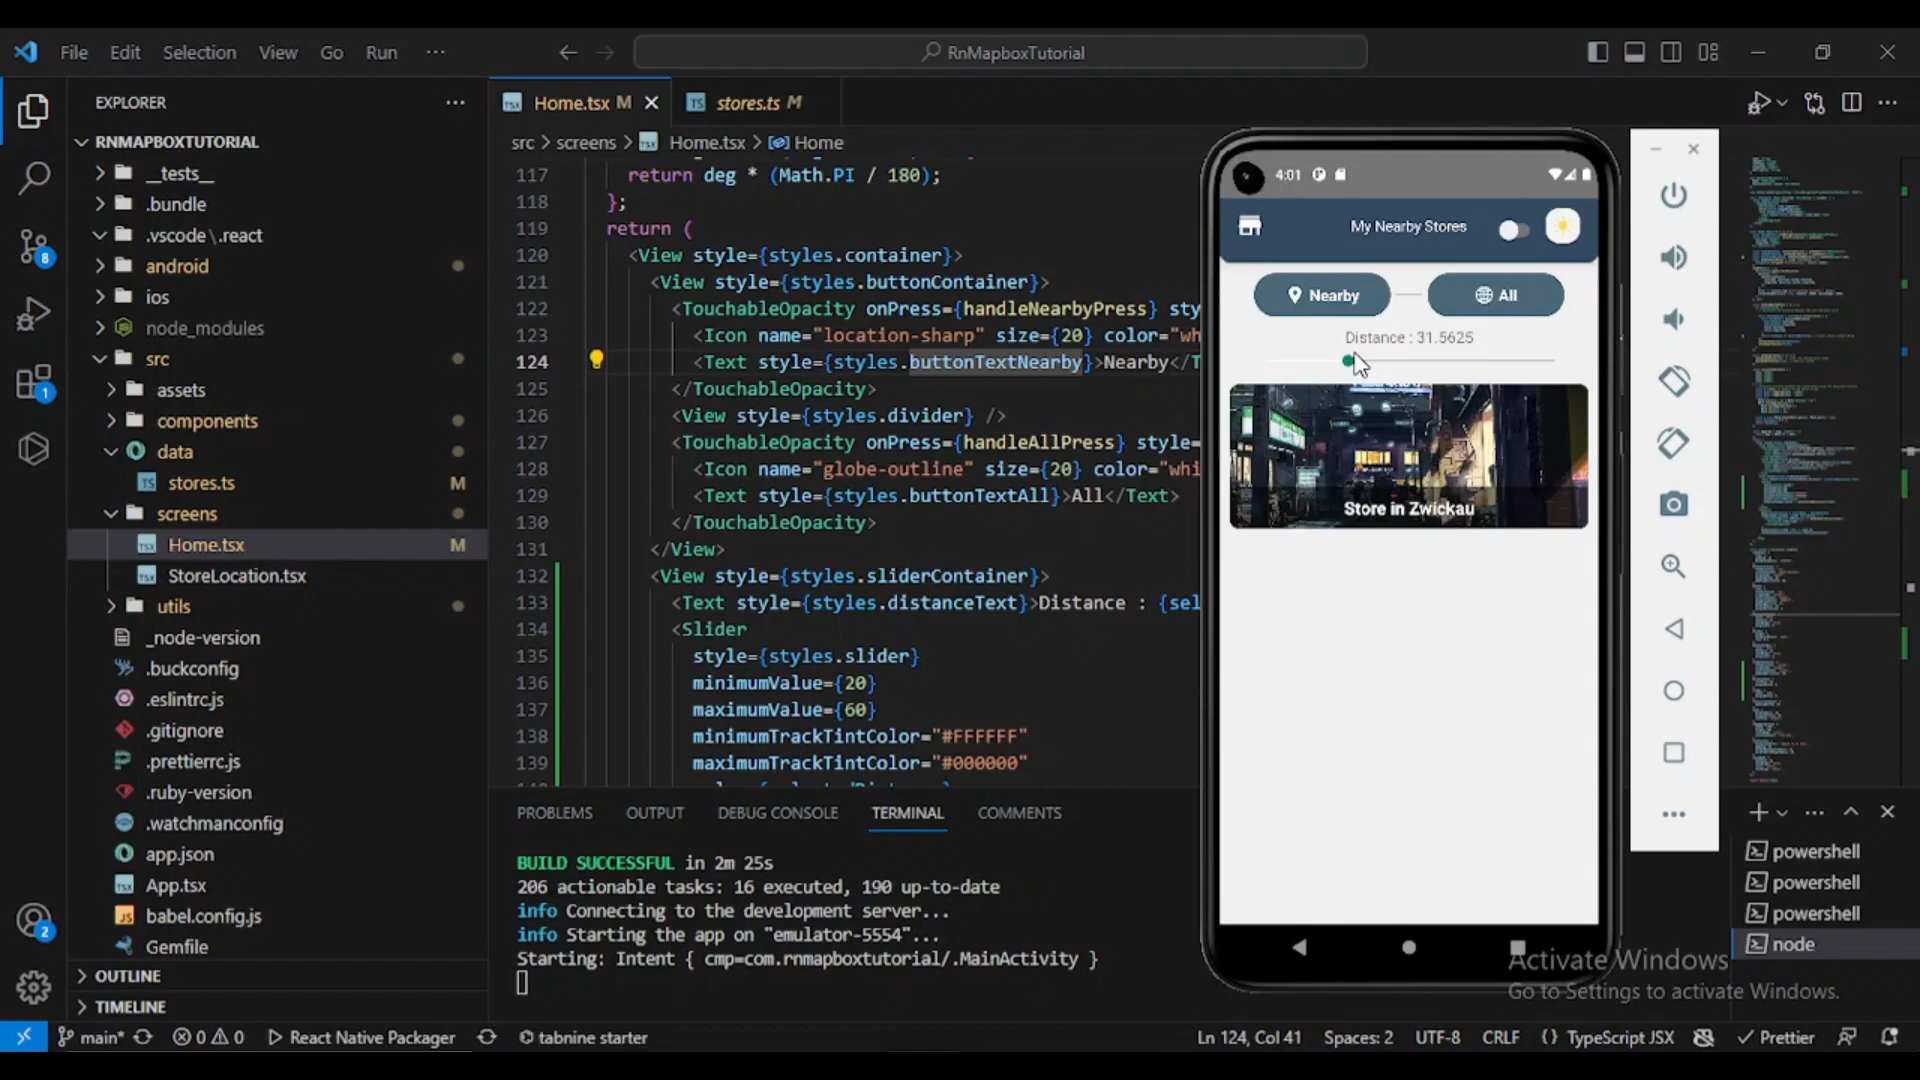 File Edit Selection View Go Run ···
RnMapboxTutorial
EXPLORER ···
RNMAPBOXTUTORIAL
__tests__
.bundle
.vscode\.react
android
ios
node_modules
src
assets
components
data
TS stores.ts M
screens
TSX Home.tsx M
TSX StoreLocation.tsx
utils
_node-version
.buckconfig
.eslintrc.js
.gitignore
.prettierrc.js
.ruby-version
.watchmanconfig
app.json
TSX App.tsx
JS babel.config.js
Gemfile
OUTLINE
TIMELINE
8
1
2
TSX Home.tsx M
TS stores.ts M
src > screens > TSX Home.tsx > Home
117 return deg * (Math.PI / 180);
118 };
119 return (
120 <View style={styles.container}>
121 <View style={styles.buttonContainer}>
122 <TouchableOpacity onPress={handleNearbyPress} sty
123 <Icon name="location-sharp" size={20} color="wh
124 <Text style={styles.buttonTextNearby}>Nearby</T
125 </TouchableOpacity>
126 <View style={styles.divider} />
127 <TouchableOpacity onPress={handleAllPress} style=
128 <Icon name="globe-outline" size={20} color="whi
129 <Text style={styles.buttonTextAll}>All</Text>
130 </TouchableOpacity>
131 </View>
132 <View style={styles.sliderContainer}>
133 <Text style={styles.distanceText}>Distance : {sel
134 <Slider
135 style={styles.slider}
136 minimumValue={20}
137 maximumValue={60}
138 minimumTrackTintColor="#FFFFFF"
139 maximumTrackTintColor="#000000"
4:01
My Nearby Stores
Nearby
All
Distance : 31.5625
Store in Zwickau
PROBLEMS OUTPUT DEBUG CONSOLE TERMINAL COMMENTS
BUILD SUCCESSFUL in 2m 25s
206 actionable tasks: 16 executed, 190 up-to-date
info Connecting to the development server...
info Starting the app on "emulator-5554"...
Starting: Intent { cmp=com.rnmapboxtutorial/.MainActivity }
powershell
powershell
powershell
node
Activate Windows
Go to Settings to activate Windows.
main* 0 0 React Native Packager tabnine starter
Ln 124, Col 41 Spaces: 2 UTF-8 CRLF {} TypeScript JSX Prettier